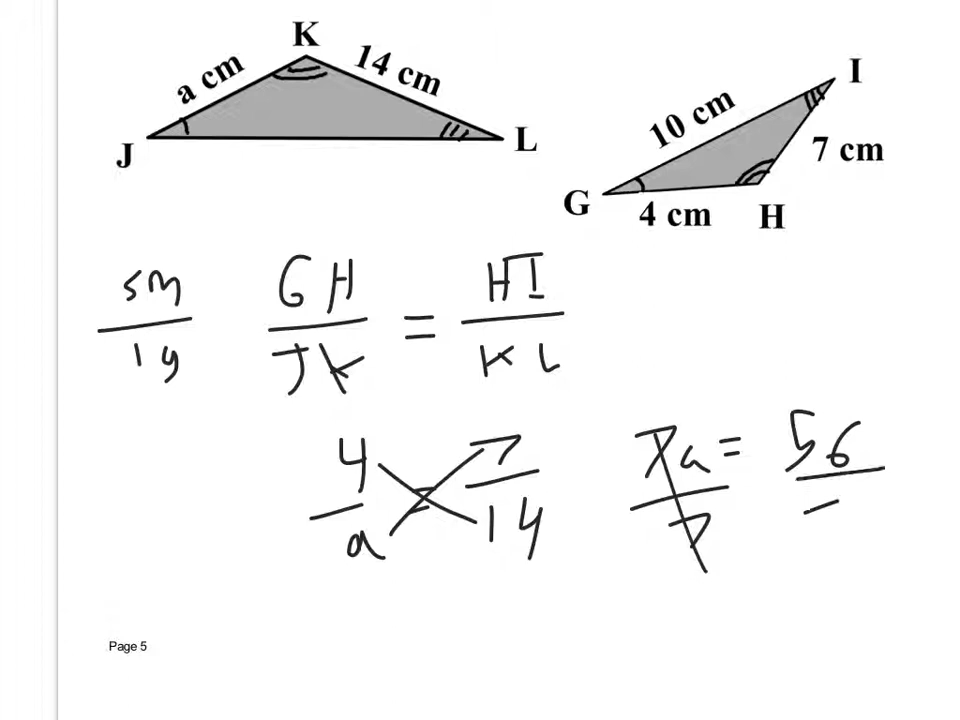 K
a cm
14 cm
J
L
I
10 cm
7 cm
G
4 cm
H
sm
lg
GH
JK
=
HI
KL
4
a
=
7
14
7a =
7
56
Page 5